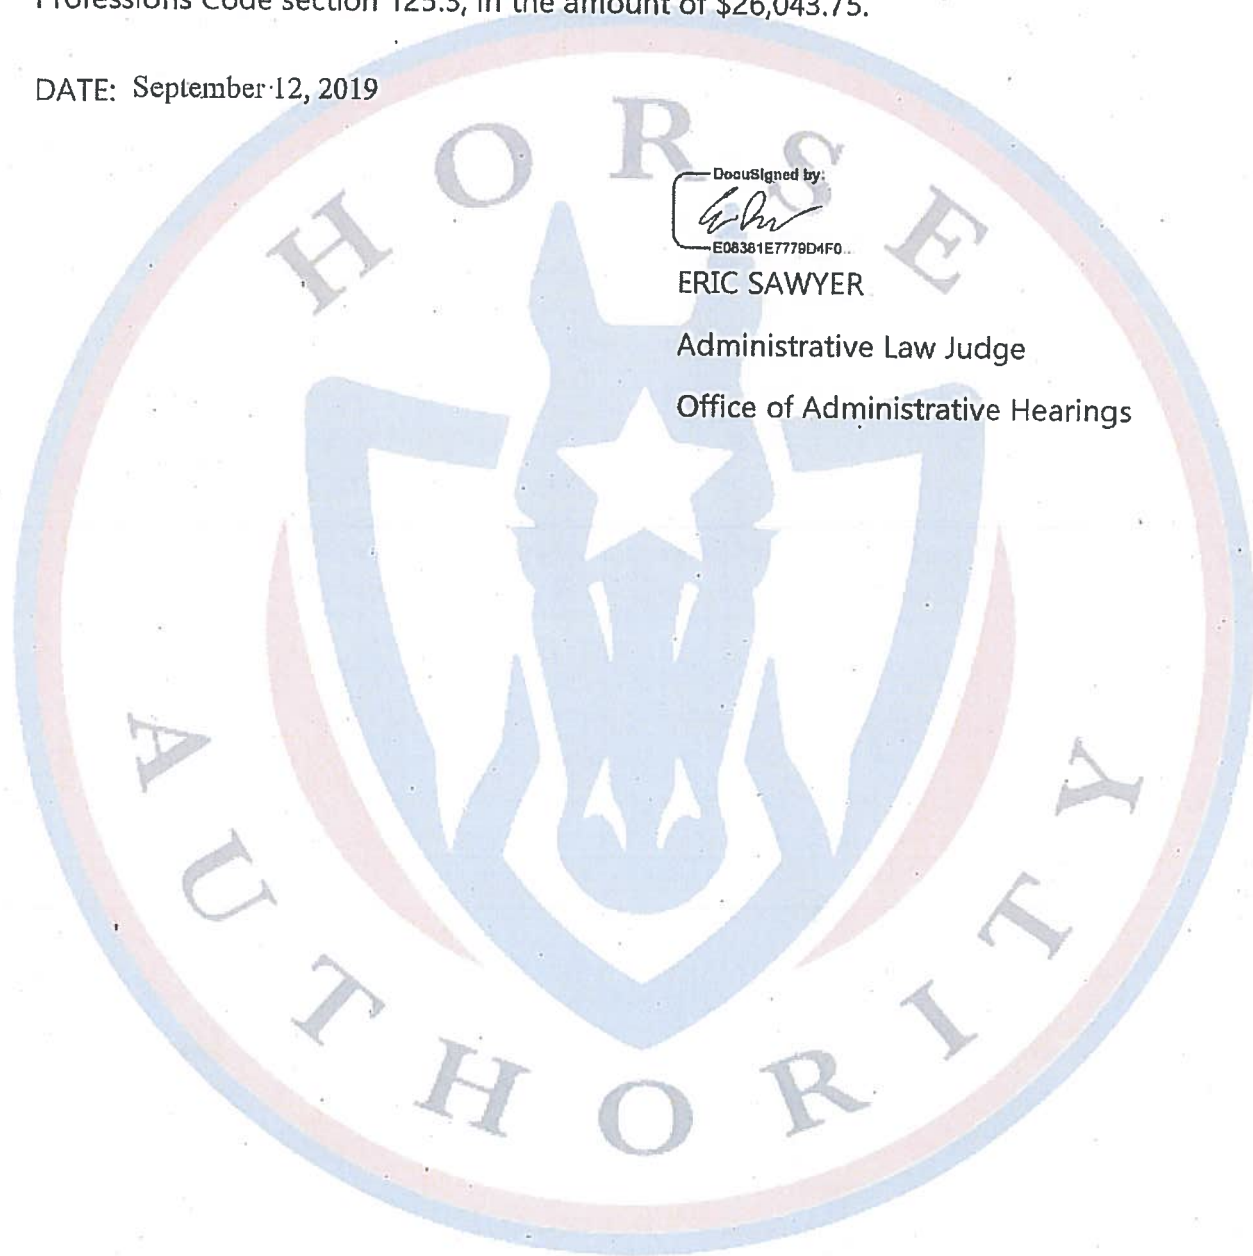 Professions Code section 125.3, in the amount of $26,043.75.
DATE: September 12, 2019
HORSE
DocuSigned by:
E08381E7779D4F0...
ERIC SAWYER
Administrative Law Judge
Office of Administrative Hearings
AUTHORITY